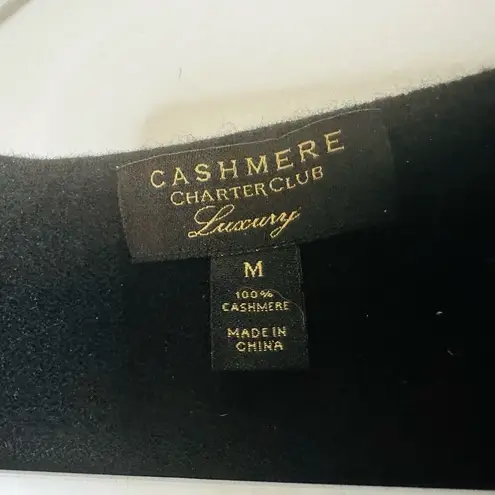 CASHMERE
CHARTER CLUB
Luxury
M
100%
CASHMERE
MADE IN
CHINA